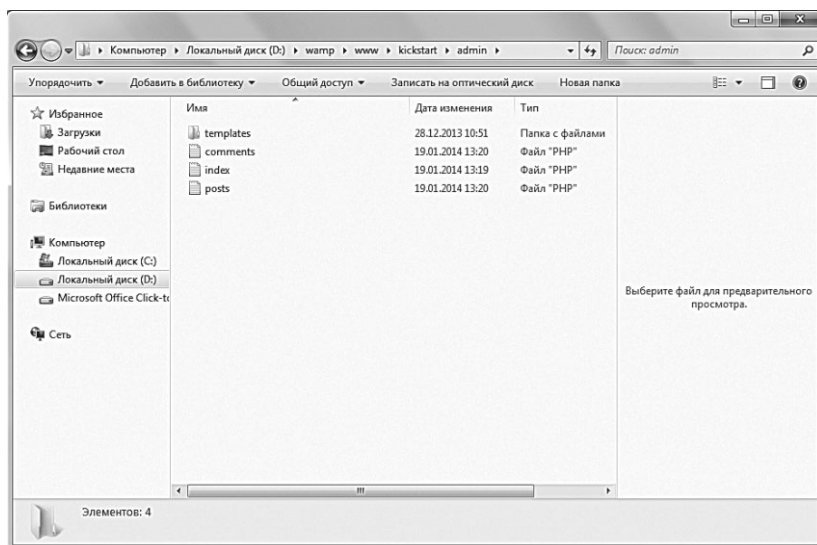 Компьютер ▸ Локальный диск (D:) ▸ wamp ▸ www ▸ kickstart ▸ admin ▸
Поиск: admin
Упорядочить Добавить в библиотеку Общий доступ Записать на оптический диск Новая папка
Имя Дата изменения Тип
Избранное
Загрузки
Рабочий стол
Недавние места
Библиотеки
Компьютер
Локальный диск (C:)
Локальный диск (D:)
Microsoft Office Click-to
Сеть
templates 28.12.2013 10:51 Папка с файлами
comments 19.01.2014 13:20 Файл "PHP"
index 19.01.2014 13:19 Файл "PHP"
posts 19.01.2014 13:20 Файл "PHP"
Выберите файл для предварительного
просмотра.
Элементов: 4